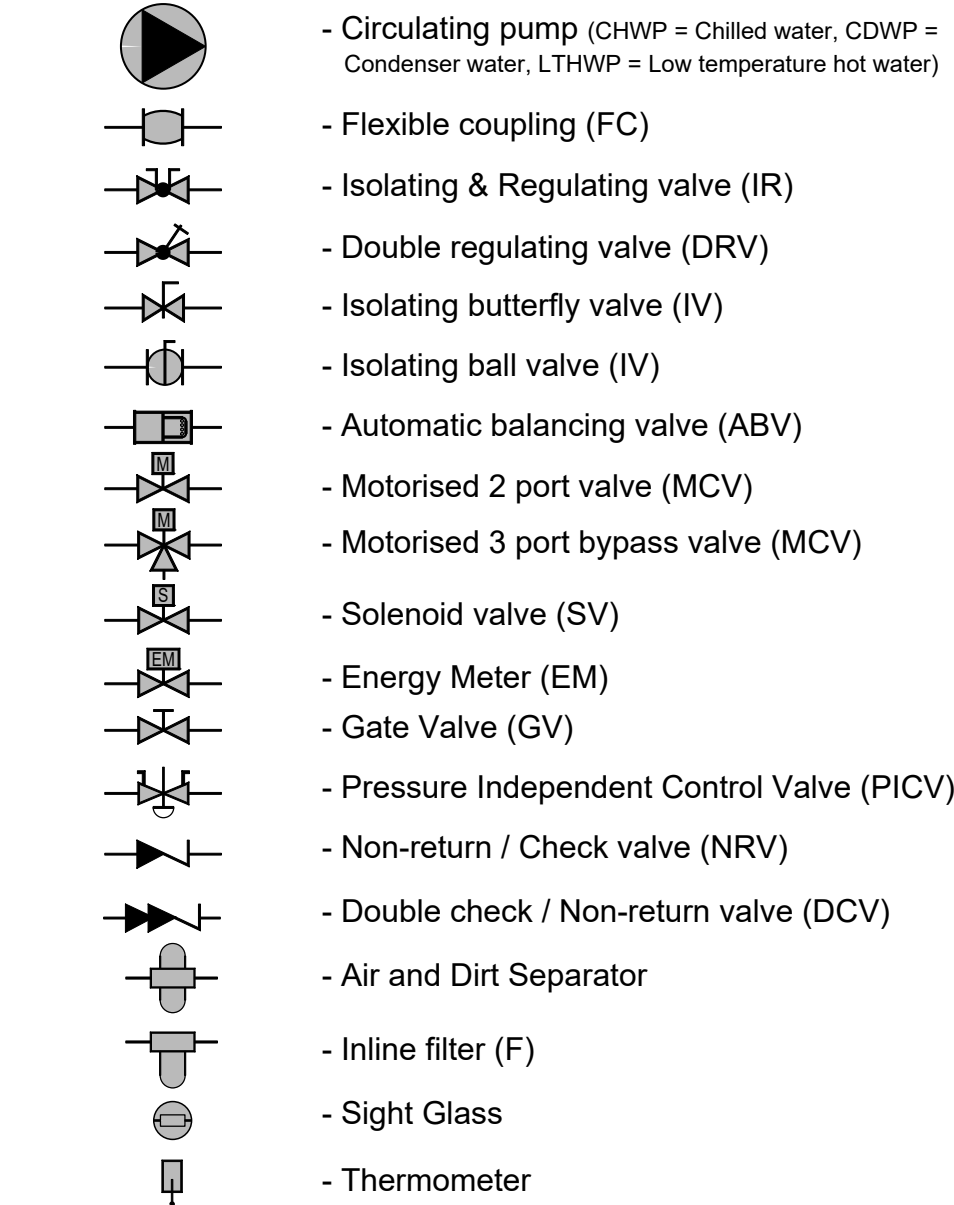 - Circulating pump (CHWP = Chilled water, CDWP =
Condenser water, LTHWP = Low temperature hot water)
- Flexible coupling (FC)
- Isolating & Regulating valve (IR)
- Double regulating valve (DRV)
- Isolating butterfly valve (IV)
- Isolating ball valve (IV)
- Automatic balancing valve (ABV)
M
- Motorised 2 port valve (MCV)
M
- Motorised 3 port bypass valve (MCV)
S
- Solenoid valve (SV)
EM
- Energy Meter (EM)
- Gate Valve (GV)
- Pressure Independent Control Valve (PICV)
- Non-return / Check valve (NRV)
- Double check / Non-return valve (DCV)
- Air and Dirt Separator
- Inline filter (F)
- Sight Glass
- Thermometer